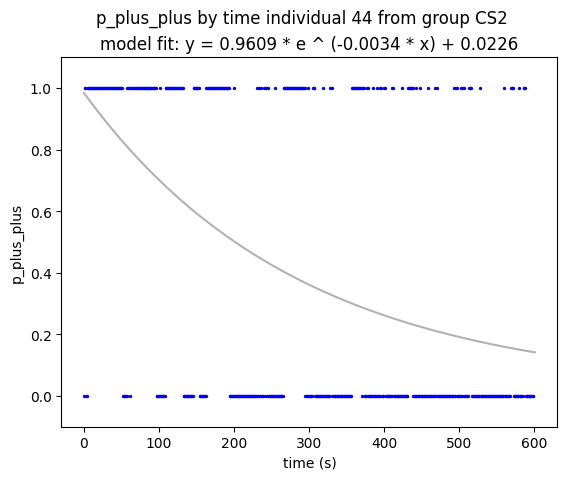 p_plus_plus by time individual 44 from group CS2
model fit: y = 0.9609 * e ^ (-0.0034 * x) + 0.0226
1.0
0.8
0.6
0.4
0.2
0.0
p_plus_plus
0 100 200 300 400 500 600
time (s)